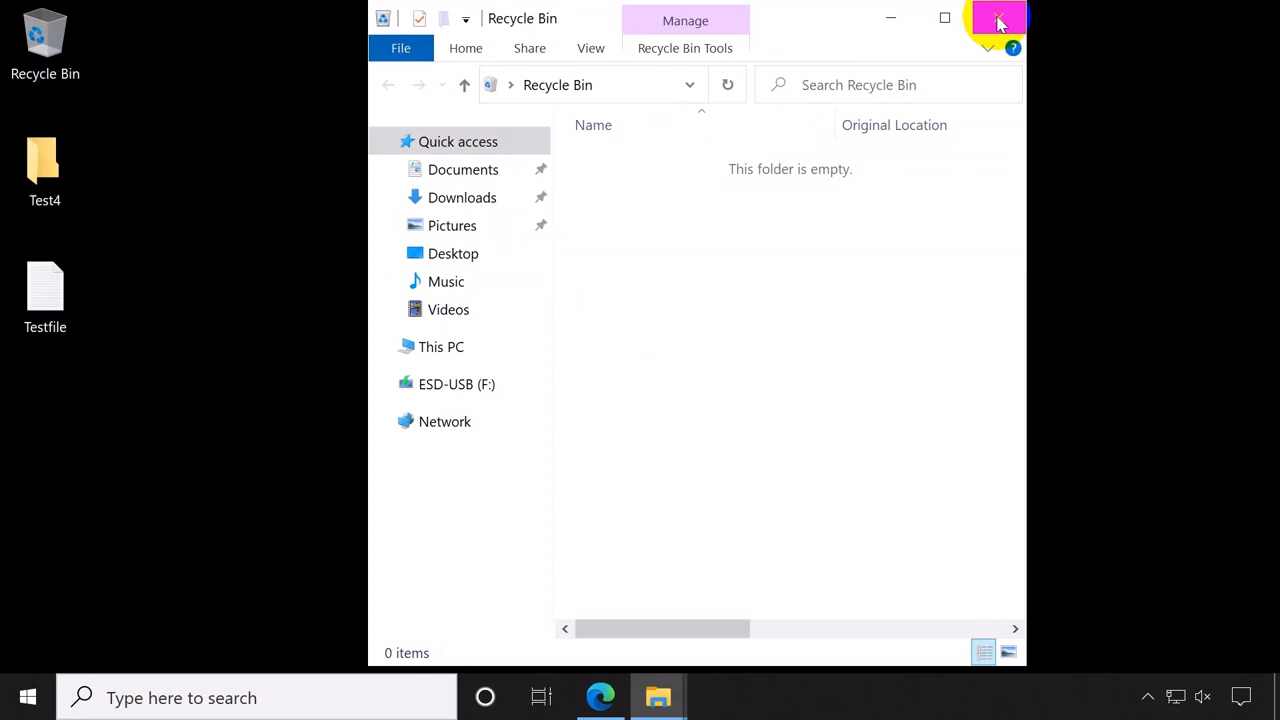 Recycle Bin
Test4
Testfile
Recycle Bin
Manage
File
Home
Share
View
Recycle Bin Tools
?
Recycle Bin
Search Recycle Bin
Name
Original Location
This folder is empty.
Quick access
Documents
Downloads
Pictures
Desktop
Music
Videos
This PC
ESD-USB (F:)
Network
0 items
Type here to search